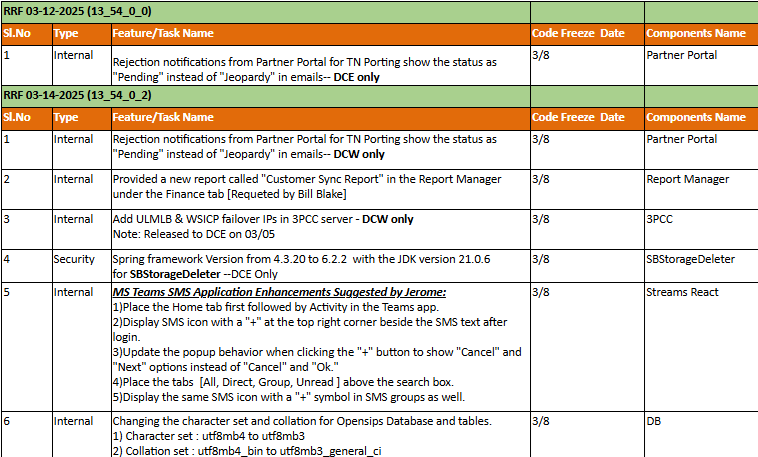 RRF 03-12-2025 (13_54_0_0)
Sl.No Type Feature/Task Name Code Freeze Date Components Name
1 Internal Rejection notifications from Partner Portal for TN Porting show the status as 3/8 Partner Portal
"Pending" instead of "Jeopardy" in emails-- DCE only
RRF 03-14-2025 (13_54_0_2)
Sl.No Type Feature/Task Name Code Freeze Date Components Name
1 Internal Rejection notifications from Partner Portal for TN Porting show the status as 3/8 Partner Portal
"Pending" instead of "Jeopardy" in emails-- DCW only
2 Internal Provided a new report called "Customer Sync Report" in the Report Manager 3/8 Report Manager
under the Finance tab [Requeted by Bill Blake]
3 Internal Add ULMLB & WSICP failover IPs in 3PCC server - DCW only 3/8 3PCC
Note: Released to DCE on 03/05
4 Security Spring framework Version from 4.3.20 to 6.2.2 with the JDK version 21.0.6 3/8 SBStorageDeleter
for SBStorageDeleter --DCE Only
5 Internal MS Teams SMS Application Enhancements Suggested by Jerome: 3/8 Streams React
1)Place the Home tab first followed by Activity in the Teams app.
2)Display SMS icon with a "+" at the top right corner beside the SMS text after
login.
3)Update the popup behavior when clicking the "+" button to show "Cancel" and
"Next" options instead of "Cancel" and "Ok."
4)Place the tabs [All, Direct, Group, Unread ] above the search box.
5)Display the same SMS icon with a "+" symbol in SMS groups as well.
6 Internal Changing the character set and collation for Opensips Database and tables. 3/8 DB
1) Character set : utf8mb4 to utf8mb3
2) Collation set : utf8mb4_bin to utf8mb3_general_ci